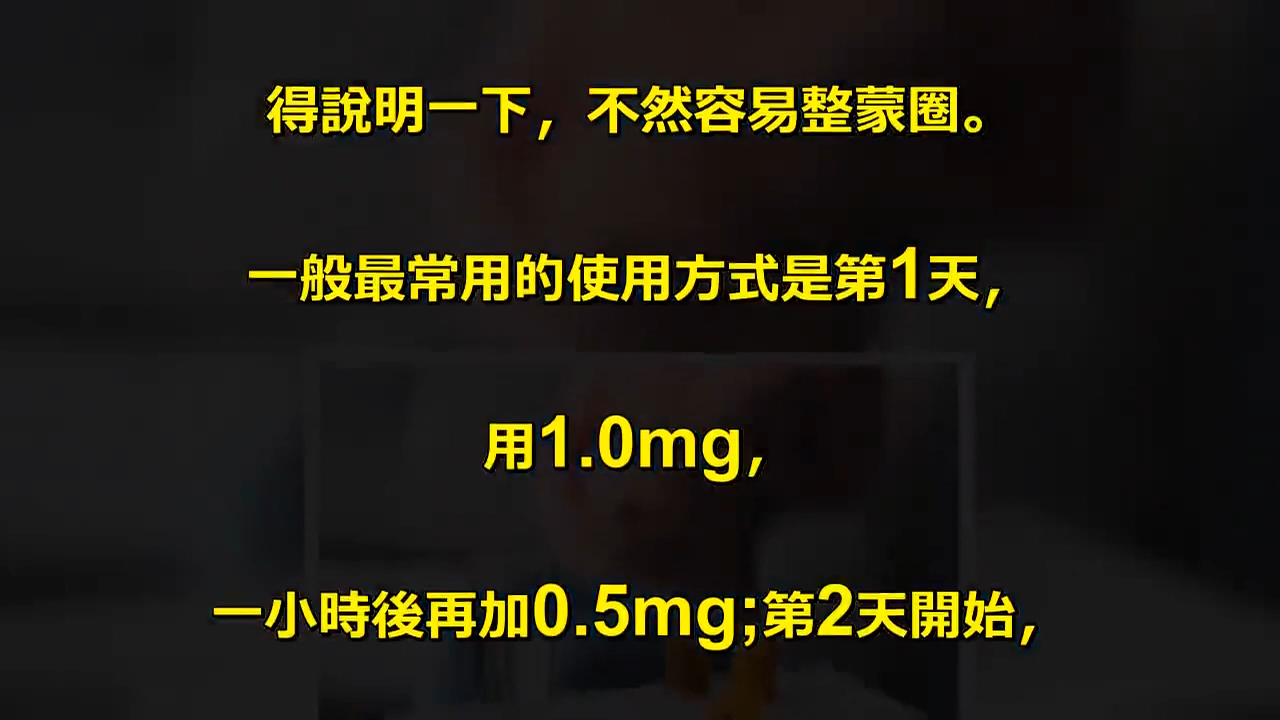 得說明一下，不然容易整蒙圈。
一般最常用的使用方式是第1天，
用1.0mg，
一小時後再加0.5mg;第2天開始，